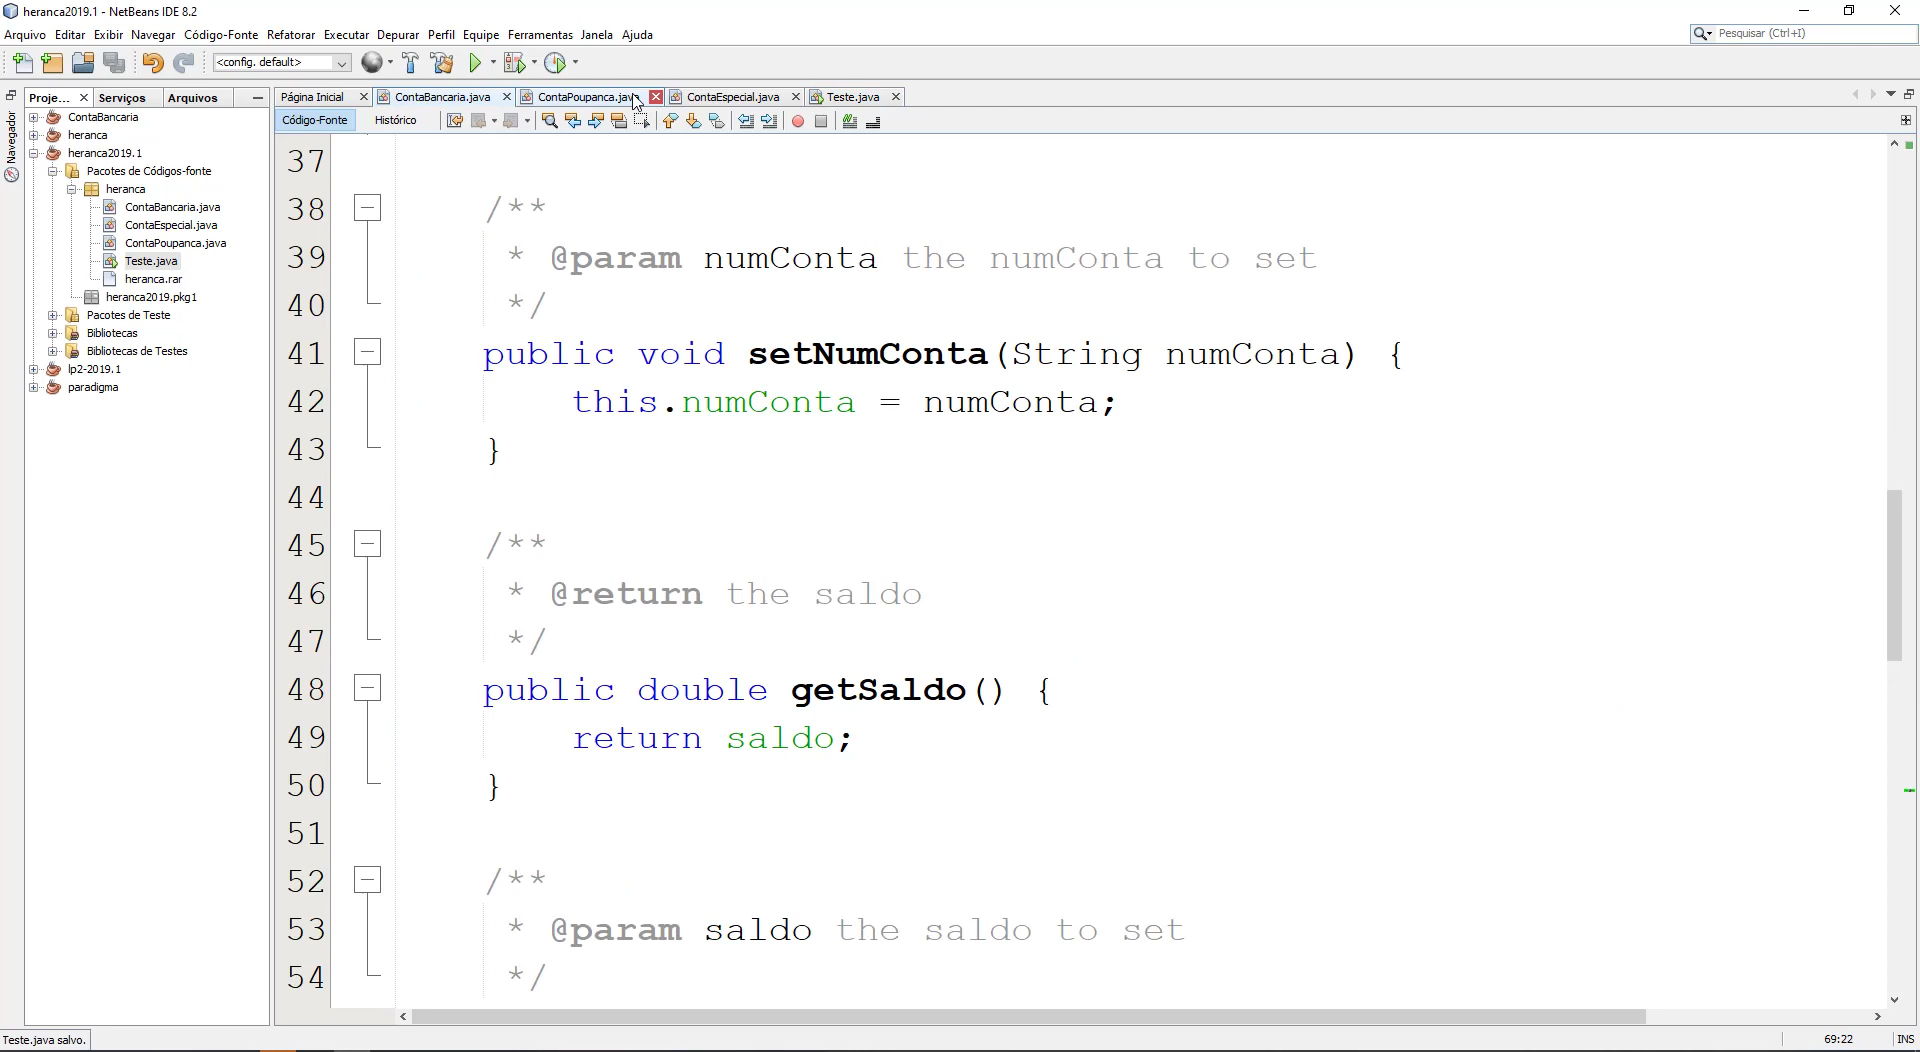 heranca2019.1 - NetBeans IDE 8.2
Arquivo Editar Exibir Navegar Código-Fonte Refatorar Executar Depurar Perfil Equipe Ferramentas Janela Ajuda
Pesquisar (Ctrl+I)
<config. default>
Proje... Serviços Arquivos
Página Inicial ContaBancaria.java ContaPoupanca.java ContaEspecial.java Teste.java
Código-Fonte Histórico
Navegador
ContaBancaria
heranca
heranca2019.1
Pacotes de Códigos-fonte
heranca
ContaBancaria.java
ContaEspecial.java
ContaPoupanca.java
Teste.java
heranca.rar
heranca2019.pkg1
Pacotes de Teste
Bibliotecas
Bibliotecas de Testes
lp2-2019.1
paradigma
37
38 /**
39 * @param numConta the numConta to set
40 */
41 public void setNumConta(String numConta) {
42 this.numConta = numConta;
43 }
44
45 /**
46 * @return the saldo
47 */
48 public double getSaldo() {
49 return saldo;
50 }
51
52 /**
53 * @param saldo the saldo to set
54 */
Teste.java salvo.
69:22 INS